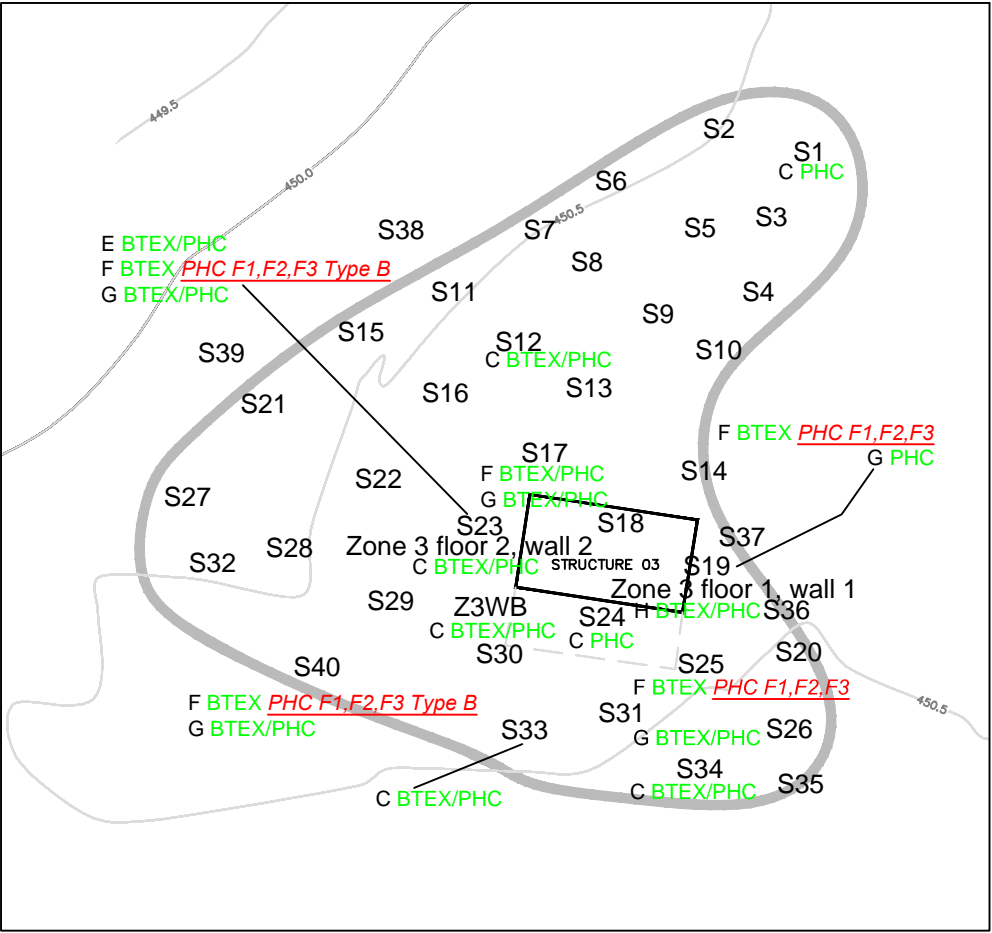 449.5
S2
S1
C PHC
450.0
S6
450.5
S3
S5
S7
S38
E BTEX/PHC
F BTEX PHC F1,F2,F3 Type B
G BTEX/PHC
S8
S11
S4
S9
S15
S12
C BTEX/PHC
S39
S10
S13
S16
S21
F BTEX PHC F1,F2,F3
G PHC
S17
F BTEX/PHC
G BTEX/PHC
S14
S22
S27
S23
S18
S37
Zone 3 floor 2, wall 2
C BTEX/PHC
S28
S32
STRUCTURE 03
S19
Zone 3 floor 1, wall 1
H BTEX/PHC
S36
S29
Z3WB
C BTEX/PHC
S24
C PHC
S30
S20
S25
F BTEX PHC F1,F2,F3
S40
F BTEX PHC F1,F2,F3 Type B
G BTEX/PHC
450.5
S31
G BTEX/PHC
S33
C BTEX/PHC
S26
S34
C BTEX/PHC
S35